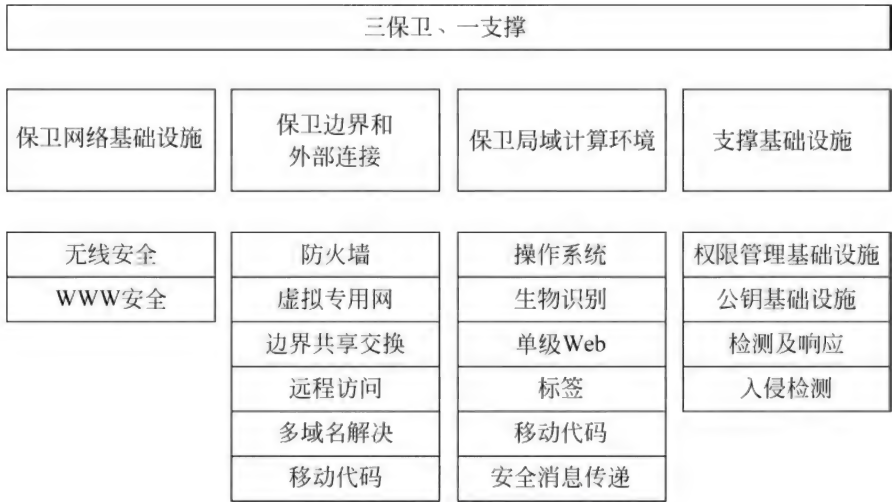 三保卫、一支撑
保卫网络基础设施
保卫边界和
外部连接
保卫局域计算环境
支撑基础设施
无线安全
WWW安全
防火墙
虚拟专用网
边界共享交换
远程访问
多域名解决
移动代码
操作系统
生物识别
单级Web
标签
移动代码
安全消息传递
权限管理基础设施
公钥基础设施
检测及响应
入侵检测